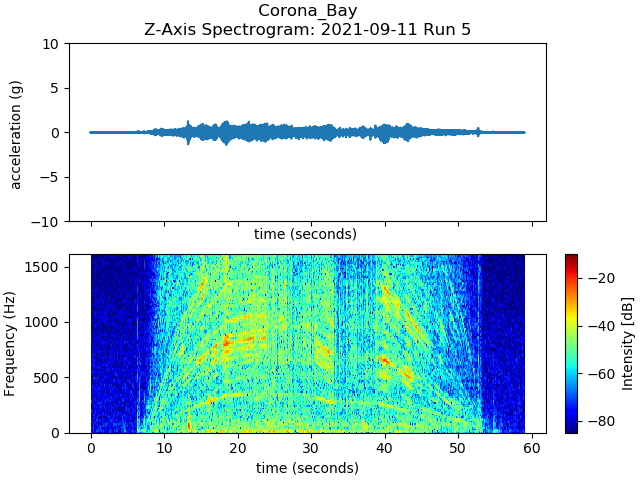 Corona_Bay
Z-Axis Spectrogram: 2021-09-11 Run 5
10
5
0
−5
−10
acceleration (g)
time (seconds)
1500
1000
500
0
Frequency (Hz)
0 10 20 30 40 50 60
time (seconds)
−20
−40
−60
−80
Intensity [dB]